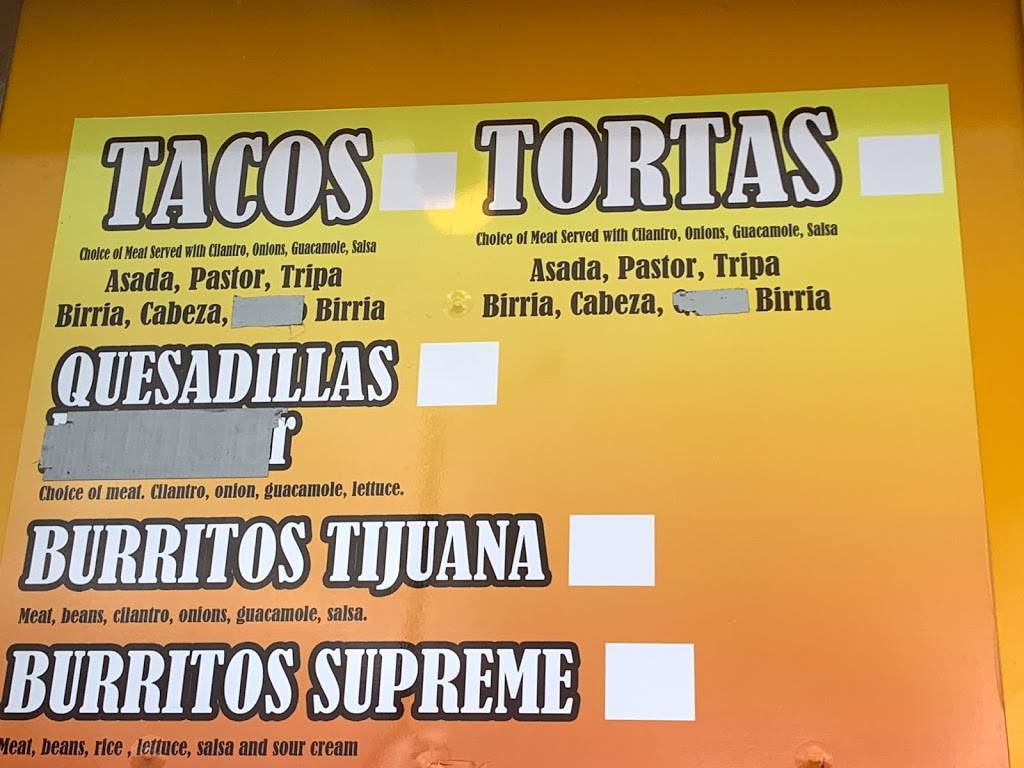 TACOS
Choice of Meat Served with Cilantro, Onions, Guacamole, Salsa
Asada, Pastor, Tripa
Birria, Cabeza, Birria
TORTAS
Choice of Meat Served with Cilantro, Onions, Guacamole, Salsa
Asada, Pastor, Tripa
Birria, Cabeza, Birria
QUESADILLAS
Choice of meat. Cilantro, onion, guacamole, lettuce.
BURRITOS TIJUANA
Meat, beans, cilantro, onions, guacamole, salsa.
BURRITOS SUPREME
Meat, beans, rice , lettuce, salsa and sour cream